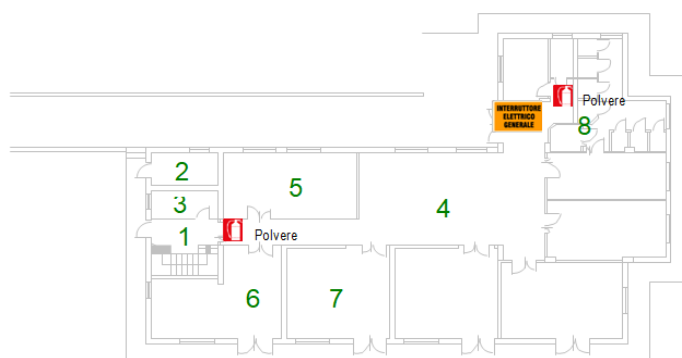 INTERRUTTORE
ELETTRICO
GENERALE
Polvere
8
2
5
3
4
1
Polvere
6
7